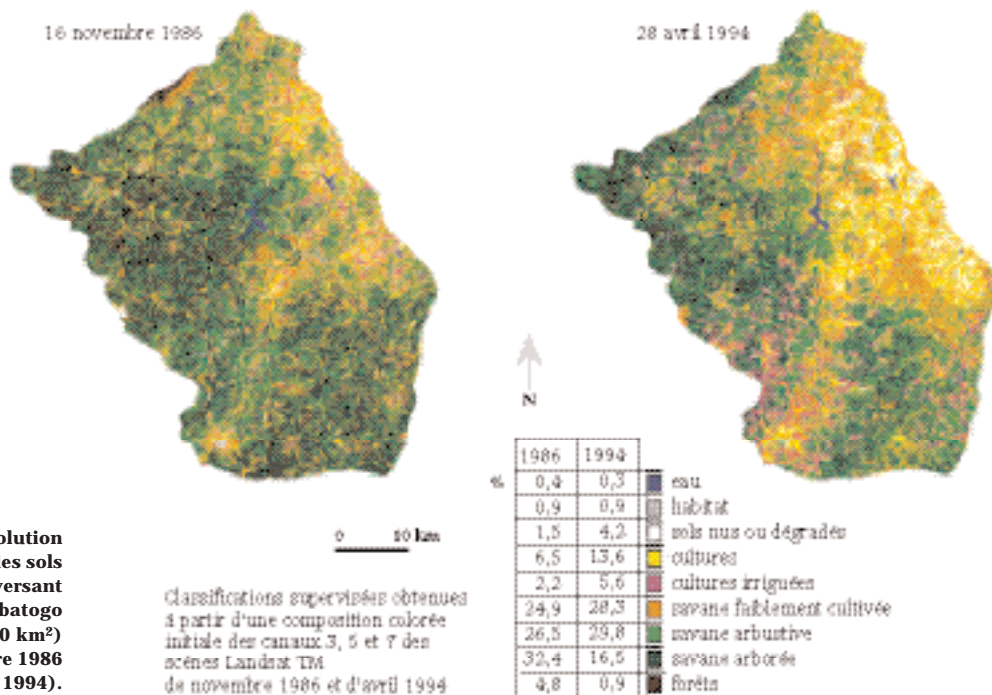 16 novembre 1986
28 avril 1994
N
1986 1994
% 0,4 0,3 eau
0,9 0,9 habitat
1,5 4,2 sols nus ou dégradés
6,5 13,6 cultures
2,2 5,6 cultures irriguées
24,9 28,3 savane faiblement cultivée
26,5 29,8 savane arbustive
32,4 16,5 savane arborée
4,8 0,9 forêts
0 10 km
Classifications supervisées obtenues
à partir d'une composition colorée
initiale des canaux 3, 5 et 7 des
scènes Landsat TM
de novembre 1986 et d'avril 1994
olution
les sols
versant
batogo
0 km²)
re 1986
1994).